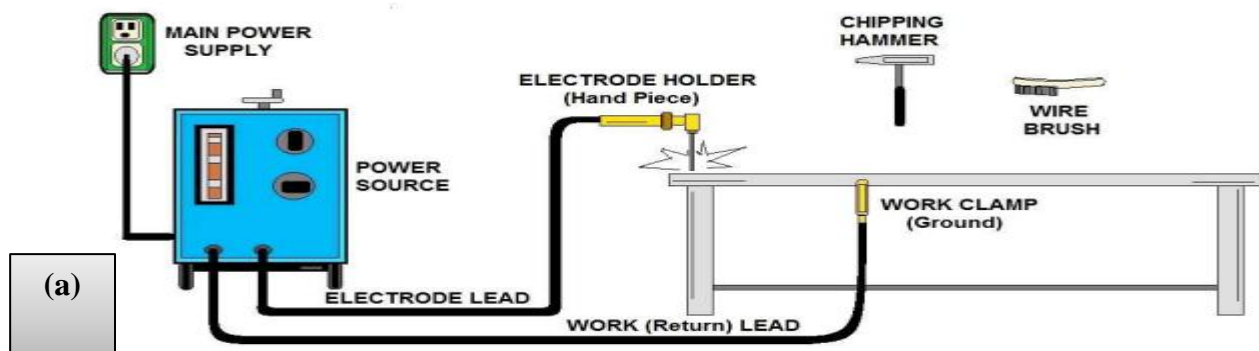 MAIN POWER
SUPPLY
CHIPPING
HAMMER
ELECTRODE HOLDER
(Hand Piece)
WIRE
BRUSH
POWER
SOURCE
WORK CLAMP
(Ground)
(a)
ELECTRODE LEAD
WORK (Return) LEAD